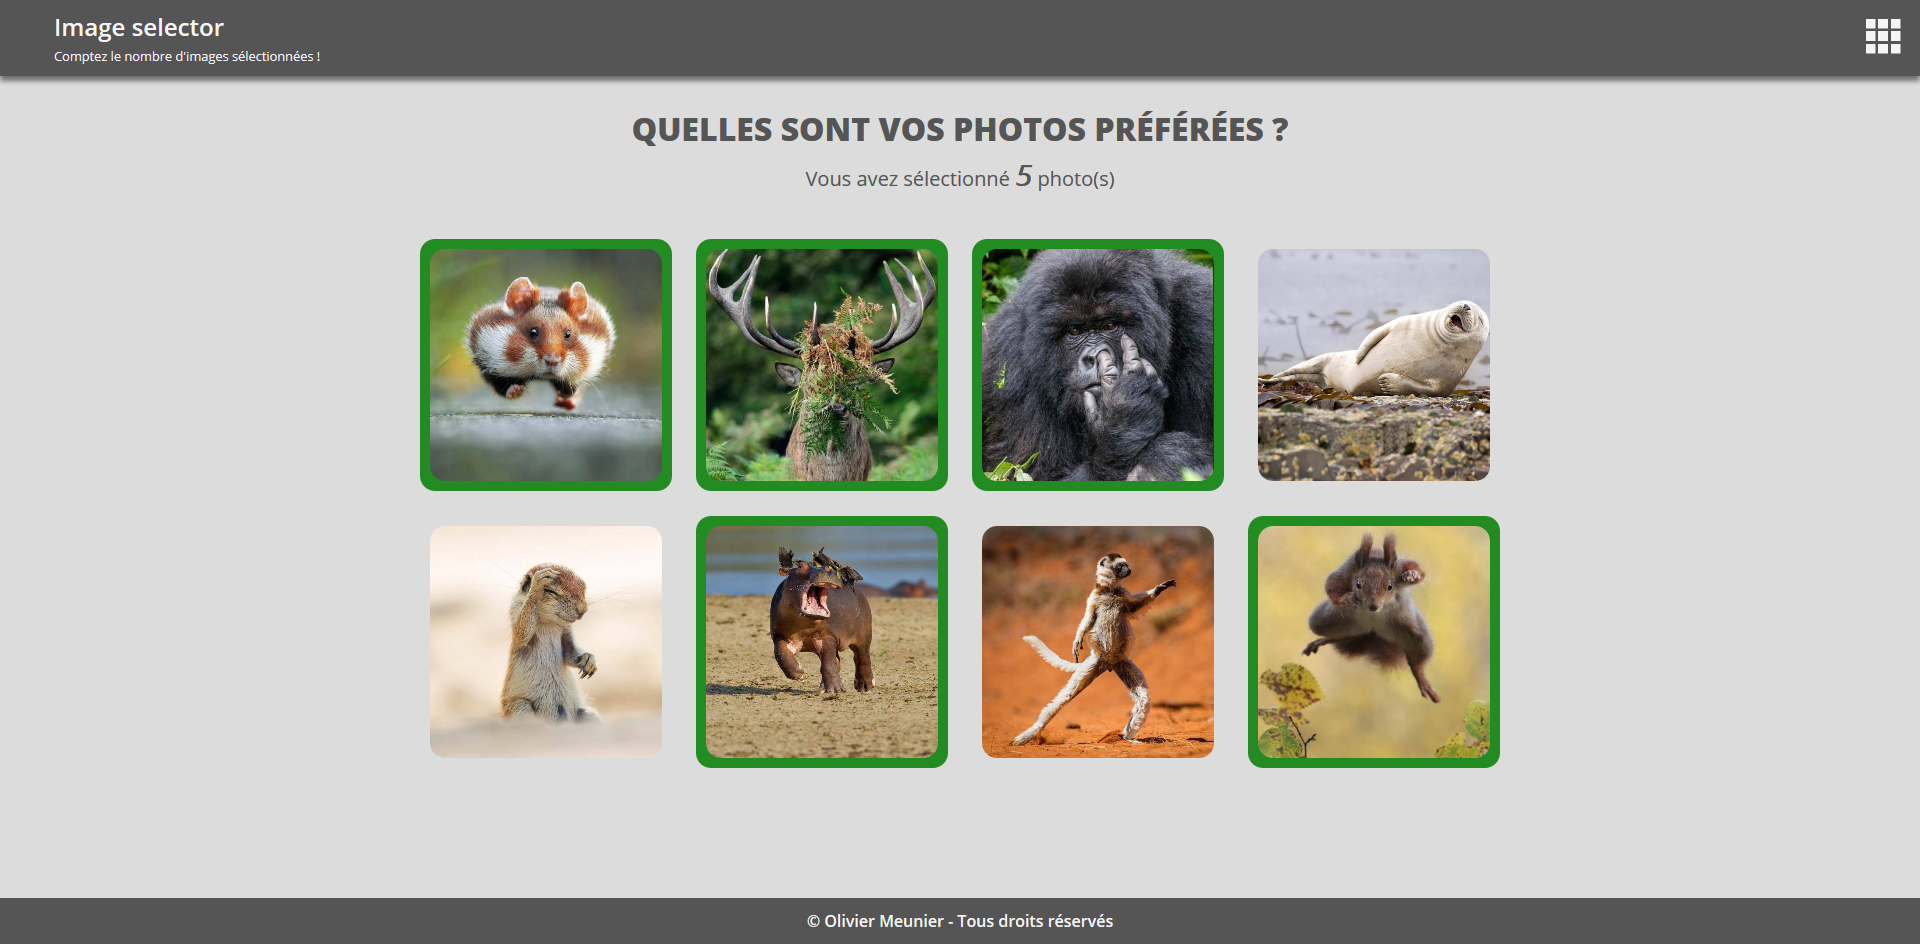 Image selector
Comptez le nombre d'images sélectionnées !
QUELLES SONT VOS PHOTOS PRÉFÉRÉES ?
Vous avez sélectionné 5 photo(s)
© Olivier Meunier - Tous droits réservés